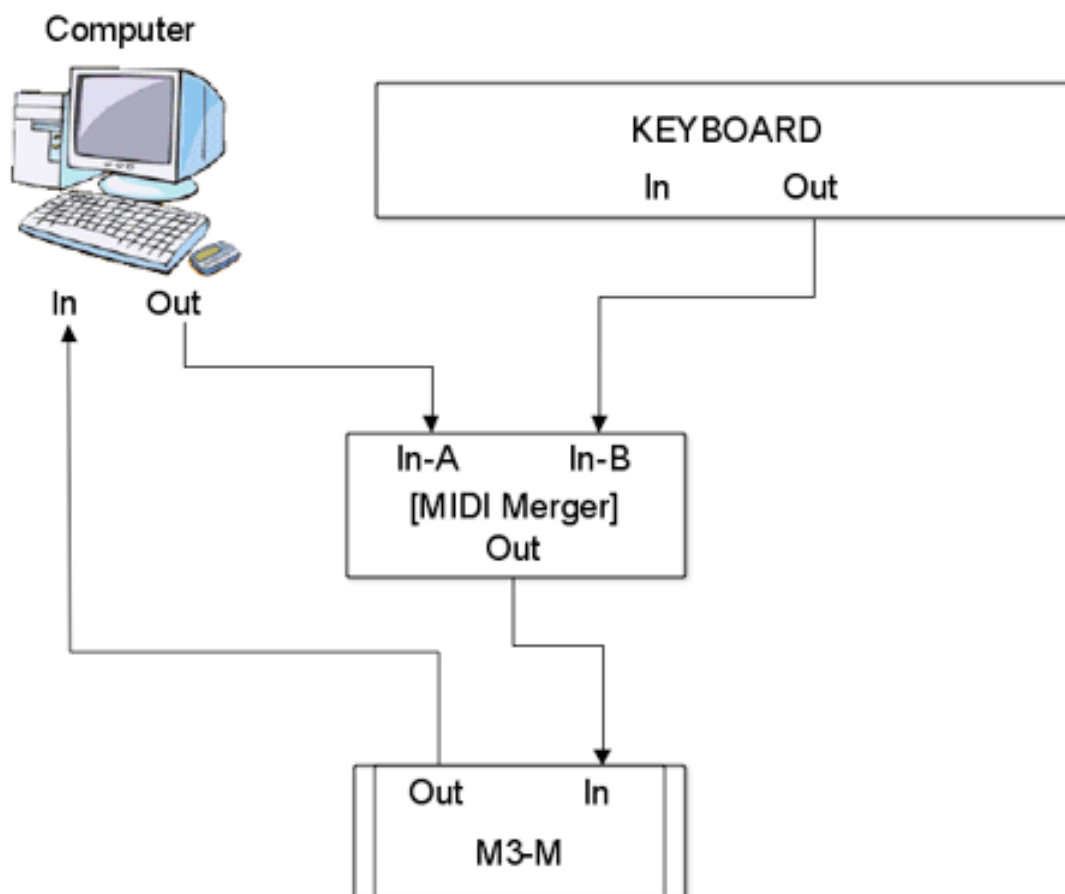 Computer
KEYBOARD
In Out
In Out
In-A In-B
[MIDI Merger]
Out
Out In
M3-M